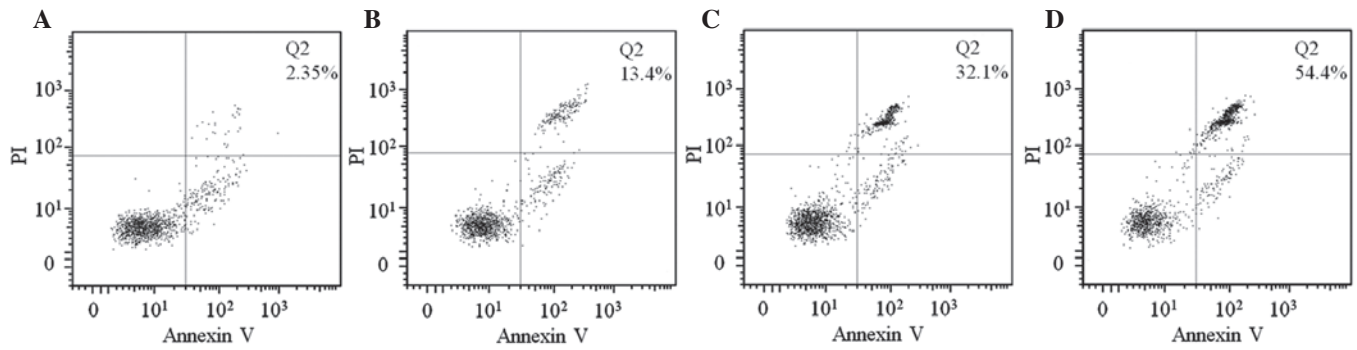 A
Q2
2.35%
PI
10³
10²
10¹
0
0 10¹ 10² 10³
Annexin V
B
Q2
13.4%
PI
10³
10²
10¹
0
0 10¹ 10² 10³
Annexin V
C
Q2
32.1%
PI
10³
10²
10¹
0
0 10¹ 10² 10³
Annexin V
D
Q2
54.4%
PI
10³
10²
10¹
0
0 10¹ 10² 10³
Annexin V